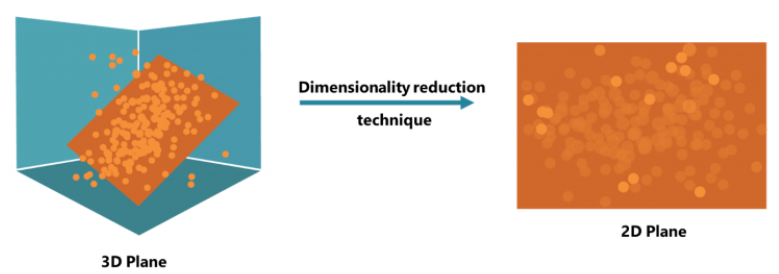 Dimensionality reduction
technique
3D Plane
2D Plane